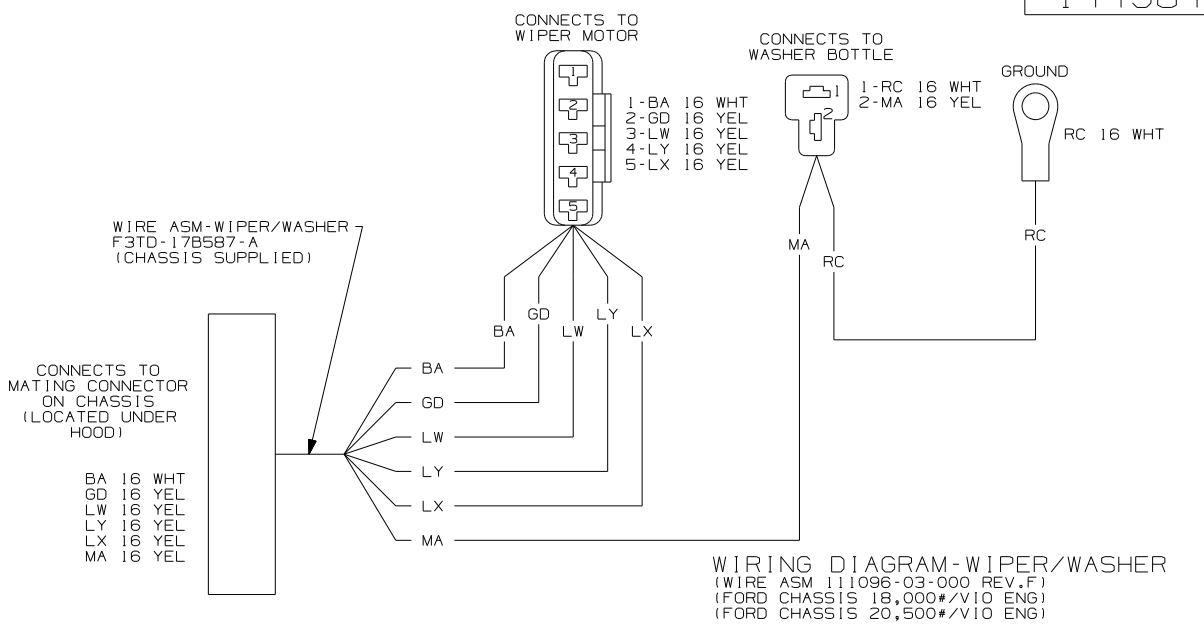 CONNECTS TO
WIPER MOTOR
1
2
3
4
5
1-BA 16 WHT
2-GD 16 YEL
3-LW 16 YEL
4-LY 16 YEL
5-LX 16 YEL
CONNECTS TO
WASHER BOTTLE
1
2
1-RC 16 WHT
2-MA 16 YEL
GROUND
RC 16 WHT
WIRE ASM-WIPER/WASHER
F3TD-17B587-A
(CHASSIS SUPPLIED)
MA
RC
RC
BA
GD
LW
LY
LX
CONNECTS TO
MATING CONNECTOR
ON CHASSIS
(LOCATED UNDER
HOOD)
BA 16 WHT
GD 16 YEL
LW 16 YEL
LY 16 YEL
LX 16 YEL
MA 16 YEL
BA
GD
LW
LY
LX
MA
WIRING DIAGRAM-WIPER/WASHER
(WIRE ASM 111096-03-000 REV.F)
(FORD CHASSIS 18,000#/V10 ENG)
(FORD CHASSIS 20,500#/V10 ENG)